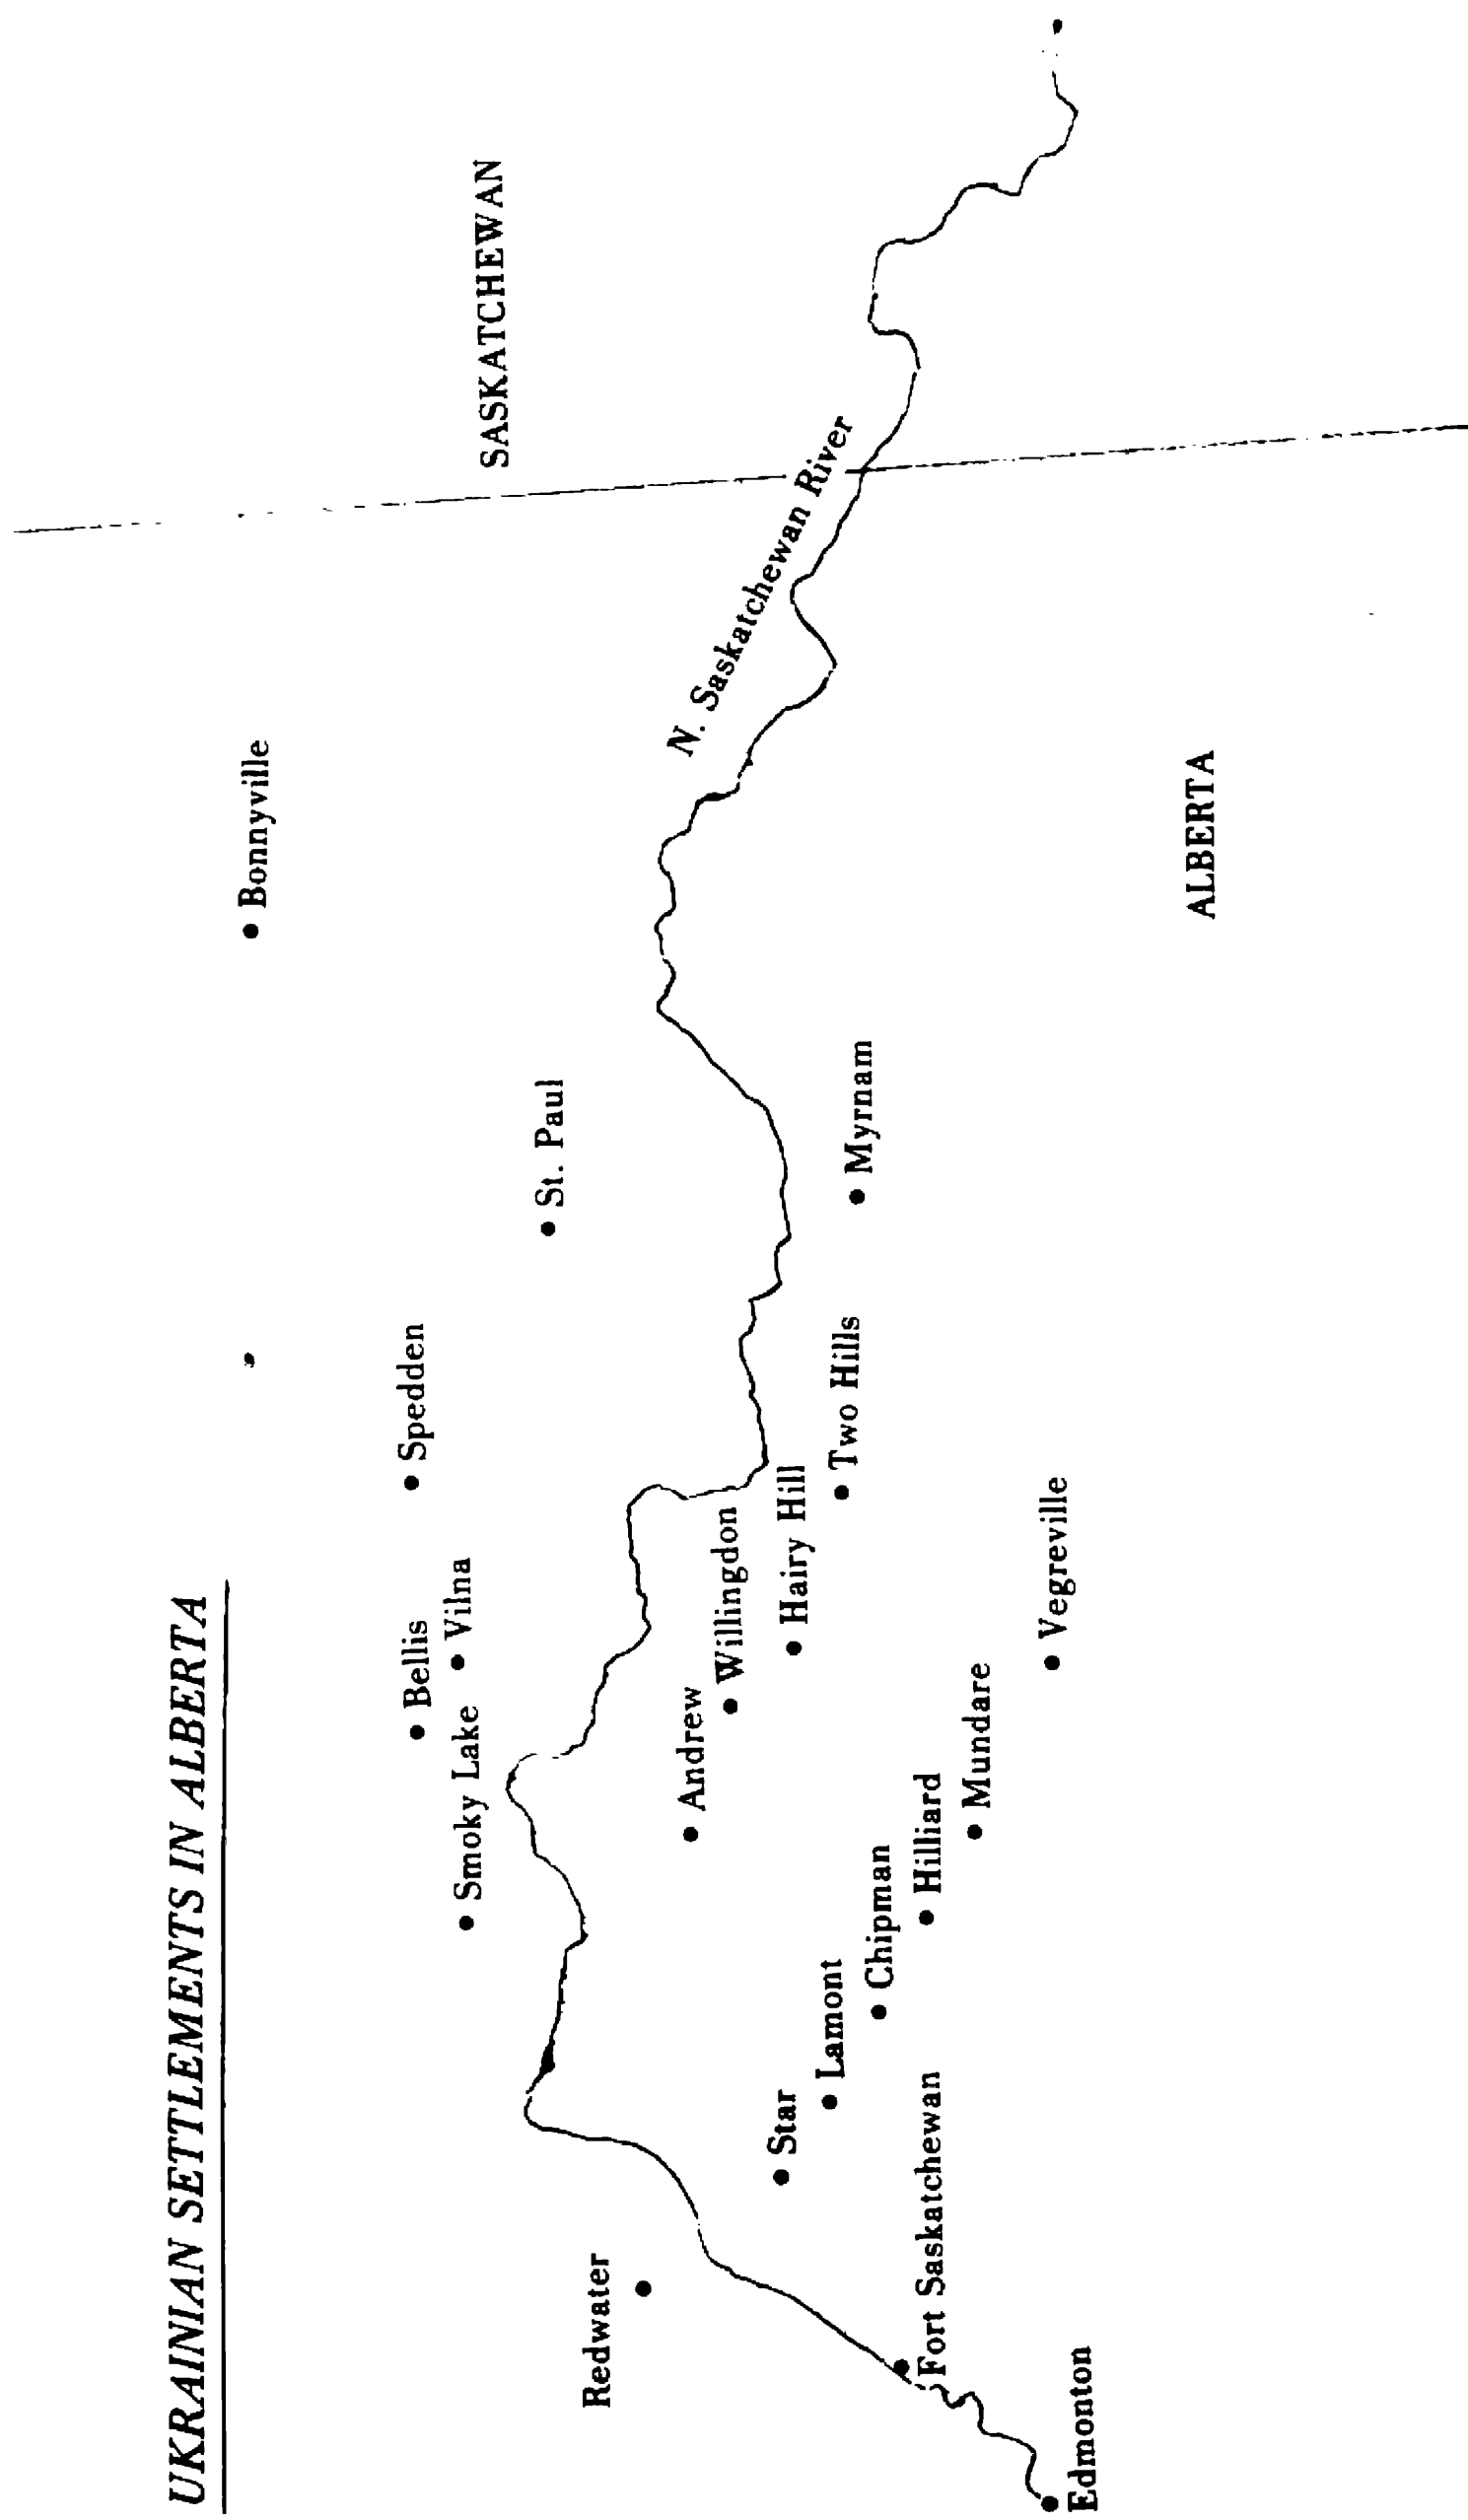 UKRAINIAN SETTLEMENTS IN ALBERTA
Bonnyville
SASKATCHEWAN
Spedden
Bellis
Vilna
Smoky Lake
St. Paul
Redwater
N. Saskatchewan River
Andrew
Willingdon
Hairy Hill
Star
Lamont
Two Hills
Myrnam
Chipman
Hilliard
Fort Saskatchewan
Mundare
Vegreville
Edmonton
ALBERTA